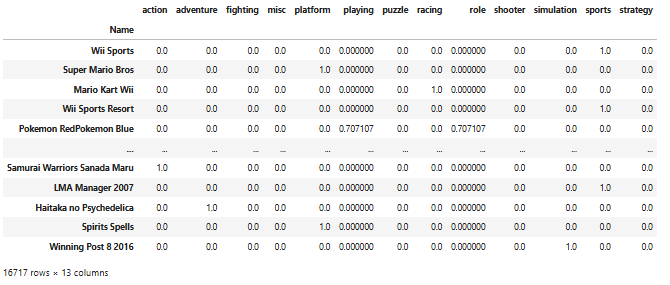 action adventure fighting misc platform playing puzzle racing role shooter simulation sports strategy
Name
Wii Sports 0.0 0.0 0.0 0.0 0.0 0.000000 0.0 0.0 0.000000 0.0 0.0 1.0 0.0
Super Mario Bros 0.0 0.0 0.0 0.0 1.0 0.000000 0.0 0.0 0.000000 0.0 0.0 0.0 0.0
Mario Kart Wii 0.0 0.0 0.0 0.0 0.0 0.000000 0.0 1.0 0.000000 0.0 0.0 0.0 0.0
Wii Sports Resort 0.0 0.0 0.0 0.0 0.0 0.000000 0.0 0.0 0.000000 0.0 0.0 1.0 0.0
Pokemon RedPokemon Blue 0.0 0.0 0.0 0.0 0.0 0.707107 0.0 0.0 0.707107 0.0 0.0 0.0 0.0
... ... ... ... ... ... ... ... ... ... ... ... ... ...
Samurai Warriors Sanada Maru 1.0 0.0 0.0 0.0 0.0 0.000000 0.0 0.0 0.000000 0.0 0.0 0.0 0.0
LMA Manager 2007 0.0 0.0 0.0 0.0 0.0 0.000000 0.0 0.0 0.000000 0.0 0.0 1.0 0.0
Haitaka no Psychedelica 0.0 1.0 0.0 0.0 0.0 0.000000 0.0 0.0 0.000000 0.0 0.0 0.0 0.0
Spirits Spells 0.0 0.0 0.0 0.0 1.0 0.000000 0.0 0.0 0.000000 0.0 0.0 0.0 0.0
Winning Post 8 2016 0.0 0.0 0.0 0.0 0.0 0.000000 0.0 0.0 0.000000 0.0 1.0 0.0 0.0
16717 rows × 13 columns